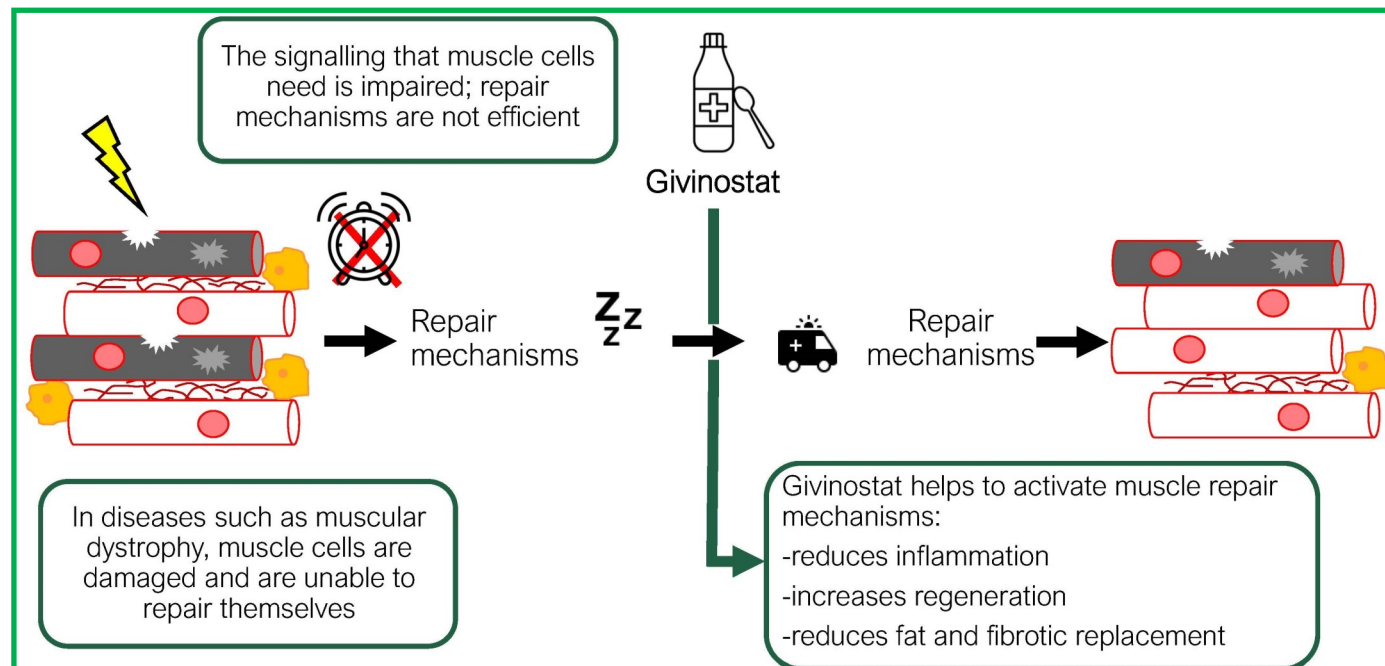 The signalling that muscle cells
need is impaired; repair
mechanisms are not efficient
Givinostat
Repair
mechanisms
z z
z
Repair
mechanisms
In diseases such as muscular
dystrophy, muscle cells are
damaged and are unable to
repair themselves
Givinostat helps to activate muscle repair
mechanisms:
-reduces inflammation
-increases regeneration
-reduces fat and fibrotic replacement